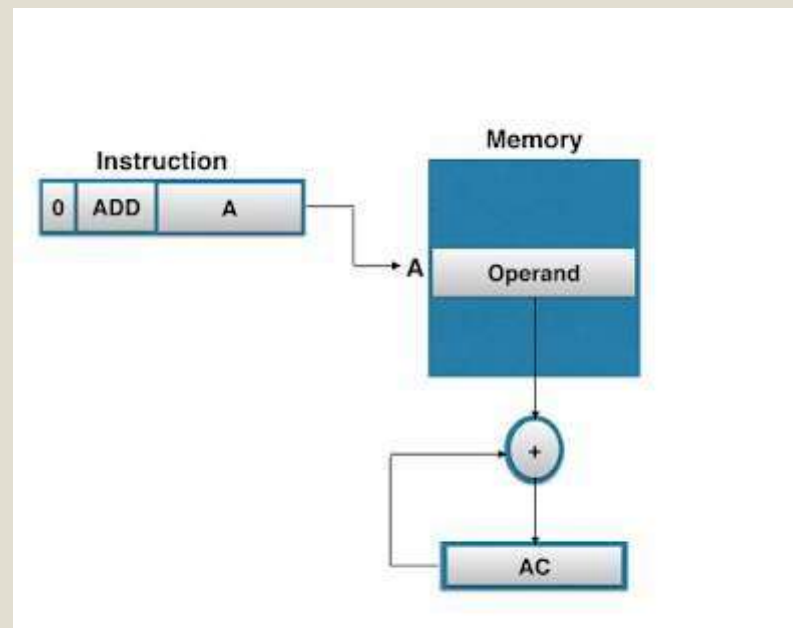 Memory
Instruction
0 ADD A
A Operand
+
AC